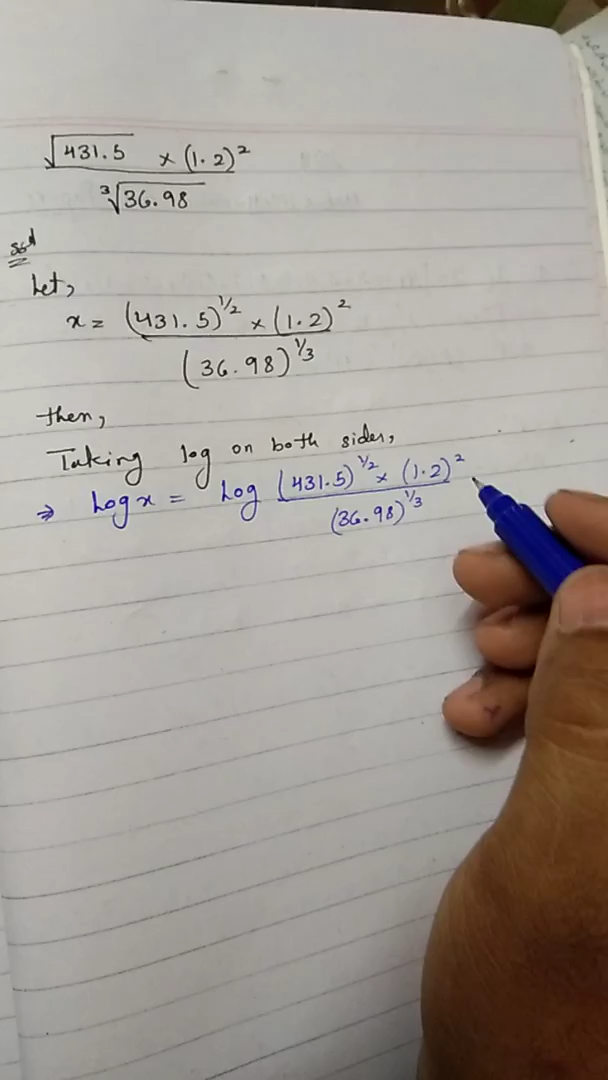 √431.5 × (1.2)²
³√36.98
Solⁿ
Let,
x = (431.5)^1/2 × (1.2)²
(36.98)^1/3
then,
Taking log on both sides,
⇒ Log x = Log (431.5)^1/2 × (1.2)²
(36.98)^1/3